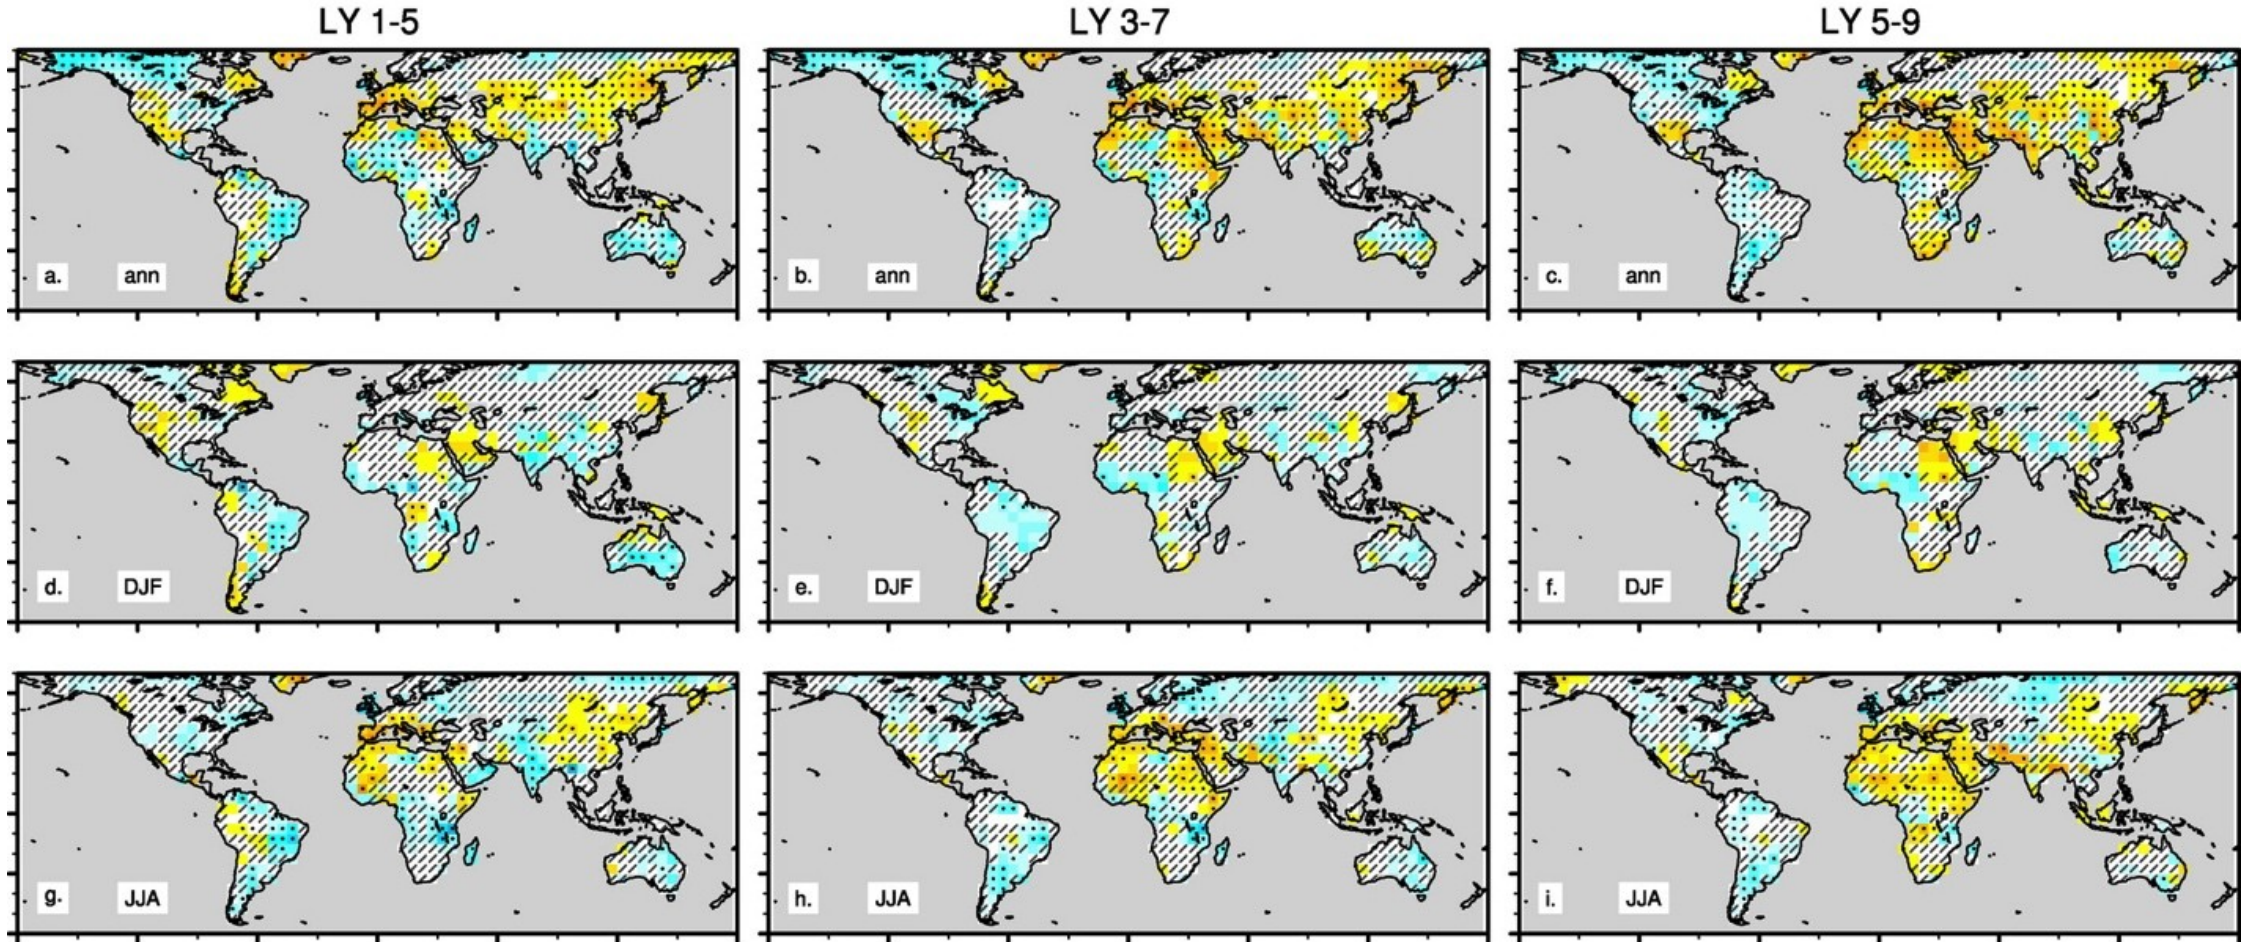 LY 1-5 LY 3-7 LY 5-9
a. ann b. ann c. ann
d. DJF e. DJF f. DJF
g. JJA h. JJA i. JJA